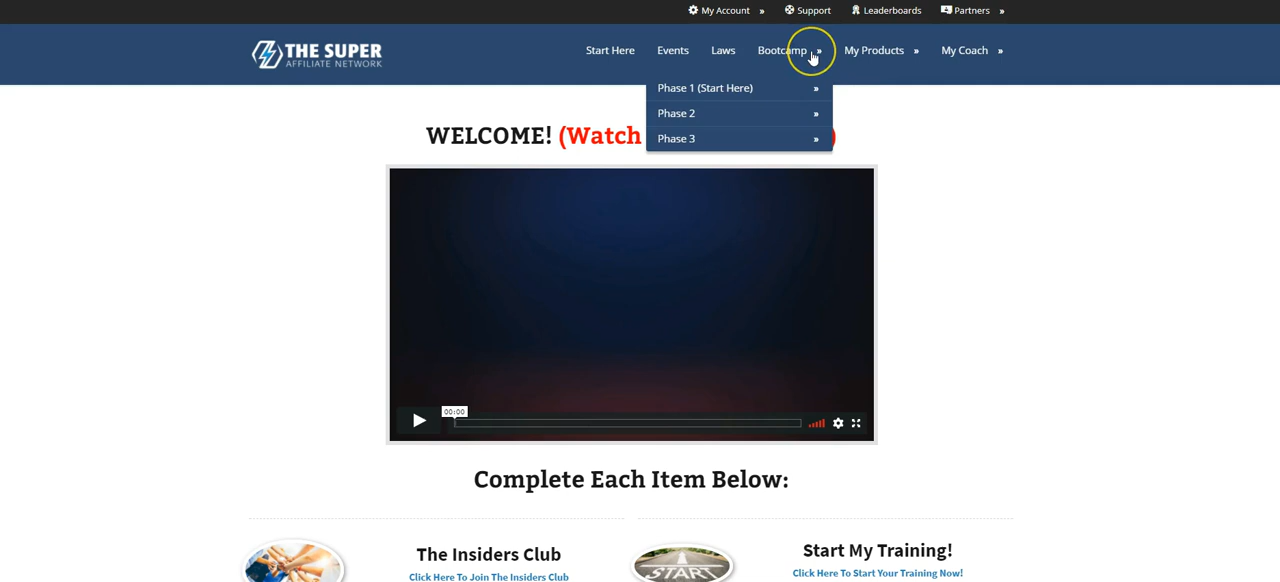 My Account » Support Leaderboards Partners »
THE SUPER
AFFILIATE NETWORK
Start Here Events Laws Bootcamp » My Products » My Coach »
Phase 1 (Start Here) »
Phase 2 »
Phase 3 »
WELCOME! (Watch )
00:00
Complete Each Item Below:
The Insiders Club
Click Here To Join The Insiders Club
START
Start My Training!
Click Here To Start Your Training Now!